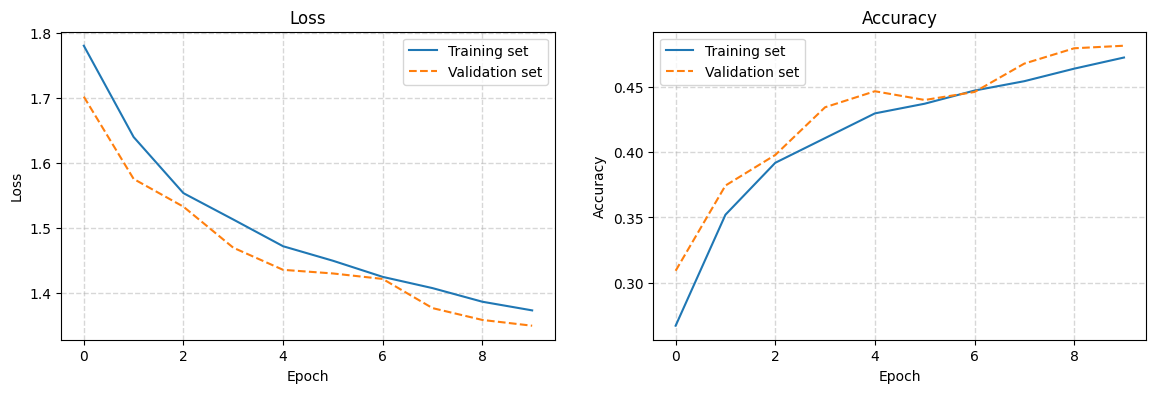 Loss
1.8
1.7
1.6
1.5
1.4
Loss
0 2 4 6 8
Epoch
Training set
Validation set
Accuracy
0.45
0.40
0.35
0.30
Accuracy
0 2 4 6 8
Epoch
Training set
Validation set